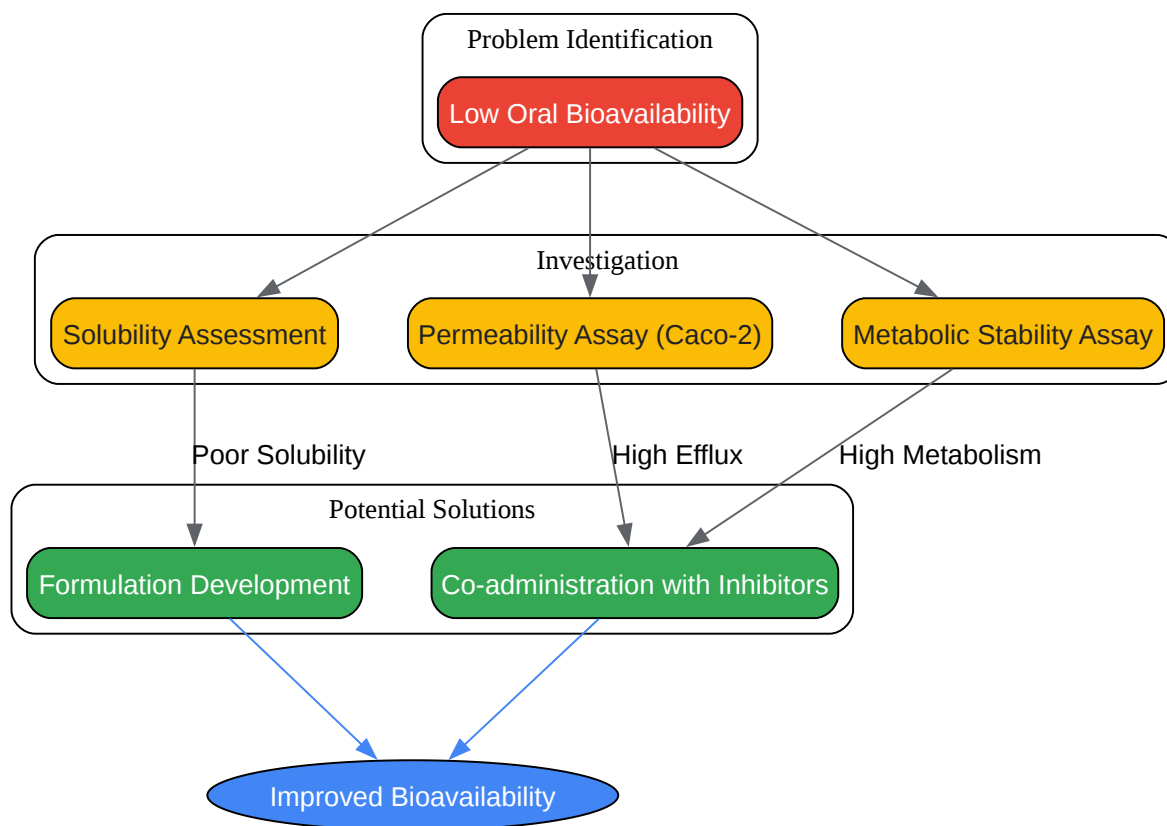 Problem Identification
Low Oral Bioavailability
Investigation
Solubility Assessment
Permeability Assay (Caco-2)
Metabolic Stability Assay
Poor Solubility
High Efflux
High Metabolism
Potential Solutions
Formulation Development
Co-administration with Inhibitors
Improved Bioavailability